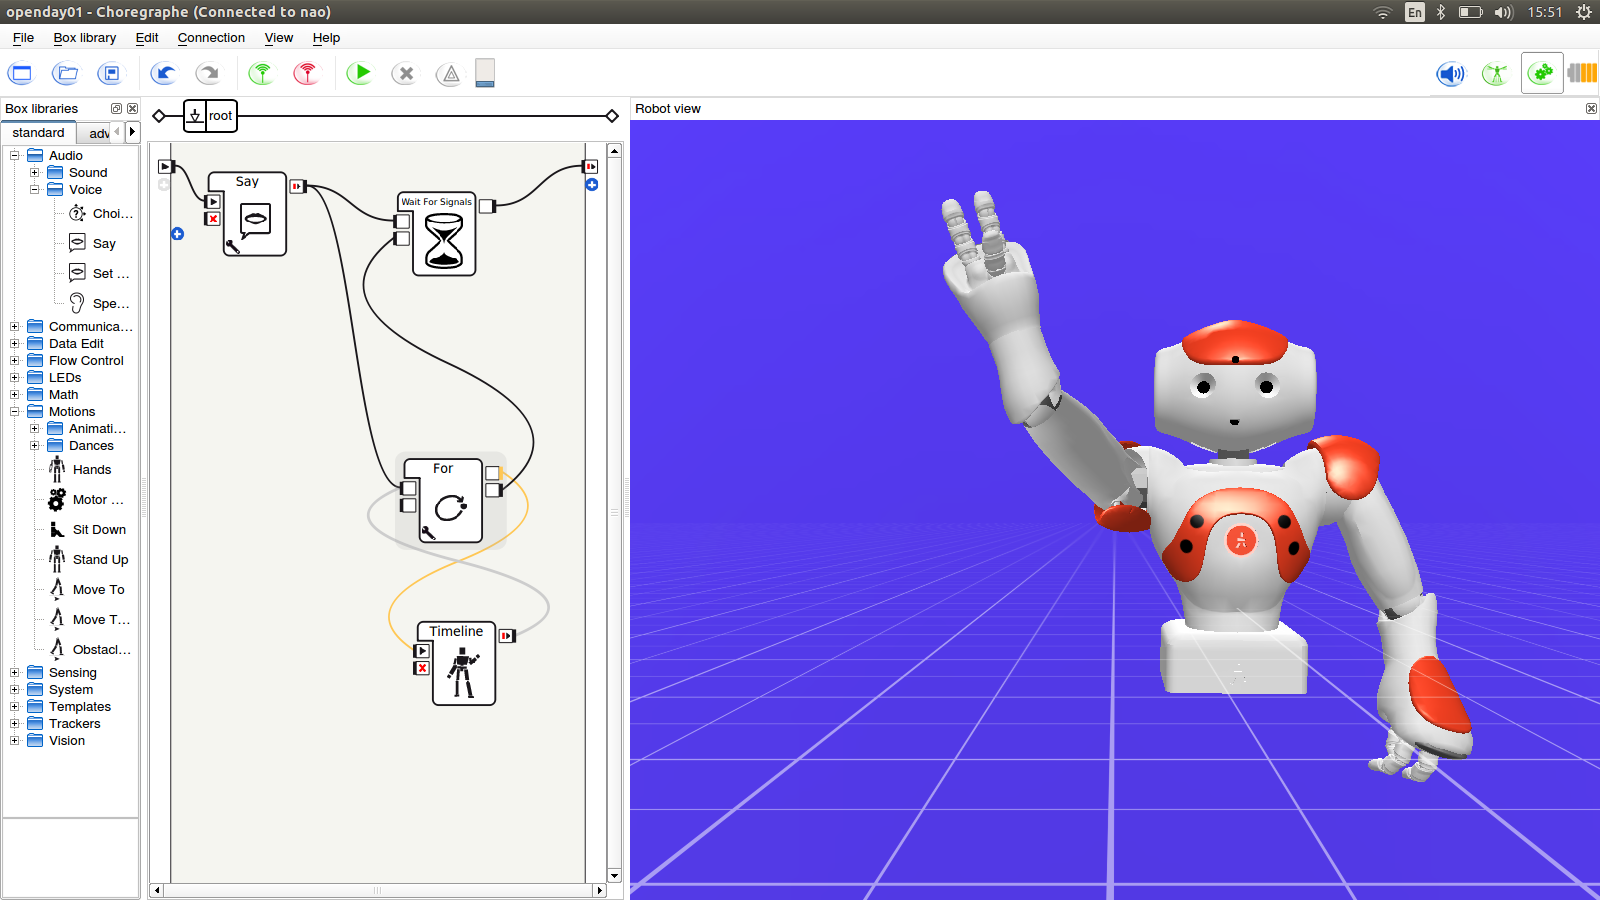 openday01 - Choregraphe (Connected to nao)
En
15:51
File Box library Edit Connection View Help
Box libraries
standard adv
Audio
Sound
Voice
Choi...
Say
Set ...
Spe...
Communica...
Data Edit
Flow Control
LEDs
Math
Motions
Animati...
Dances
Hands
Motor ...
Sit Down
Stand Up
Move To
Move T...
Obstacl...
Sensing
System
Templates
Trackers
Vision
root
Say
Wait For Signals
For
Timeline
Robot view